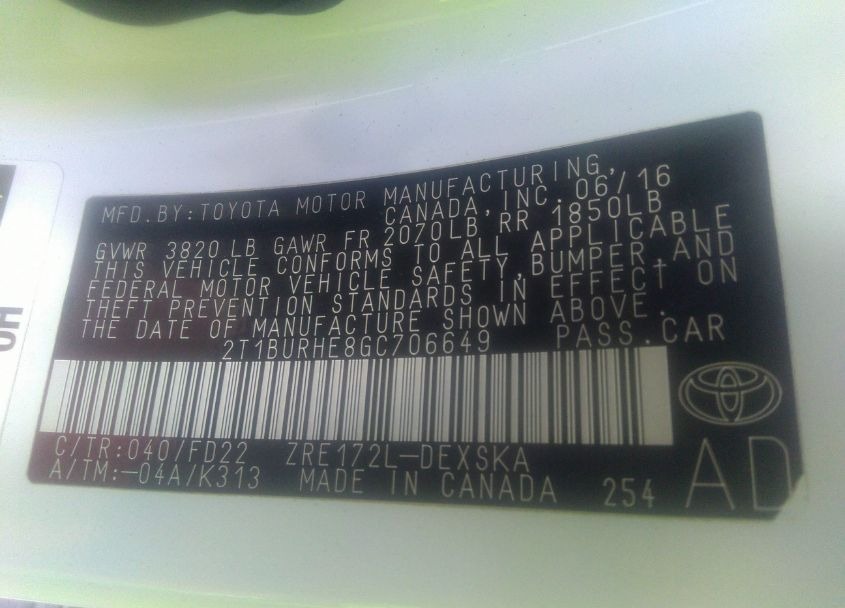 MFD.BY:TOYOTA MOTOR MANUFACTURING,
CANADA, INC. 06/16
GVWR 3820 LB GAWR FR 2070LB, RR 1850LB
THIS VEHICLE CONFORMS TO ALL APPLICABLE
FEDERAL MOTOR VEHICLE SAFETY, BUMPER, AND
THEFT PREVENTION STANDARDS IN EFFECT ON
THE DATE OF MANUFACTURE SHOWN ABOVE.
2T1BURHE8GC706649 PASS.CAR
C/TR:040/FD22 ZRE172L-DEXSKA
A/TM:-04A/K313 MADE IN CANADA 254
AD